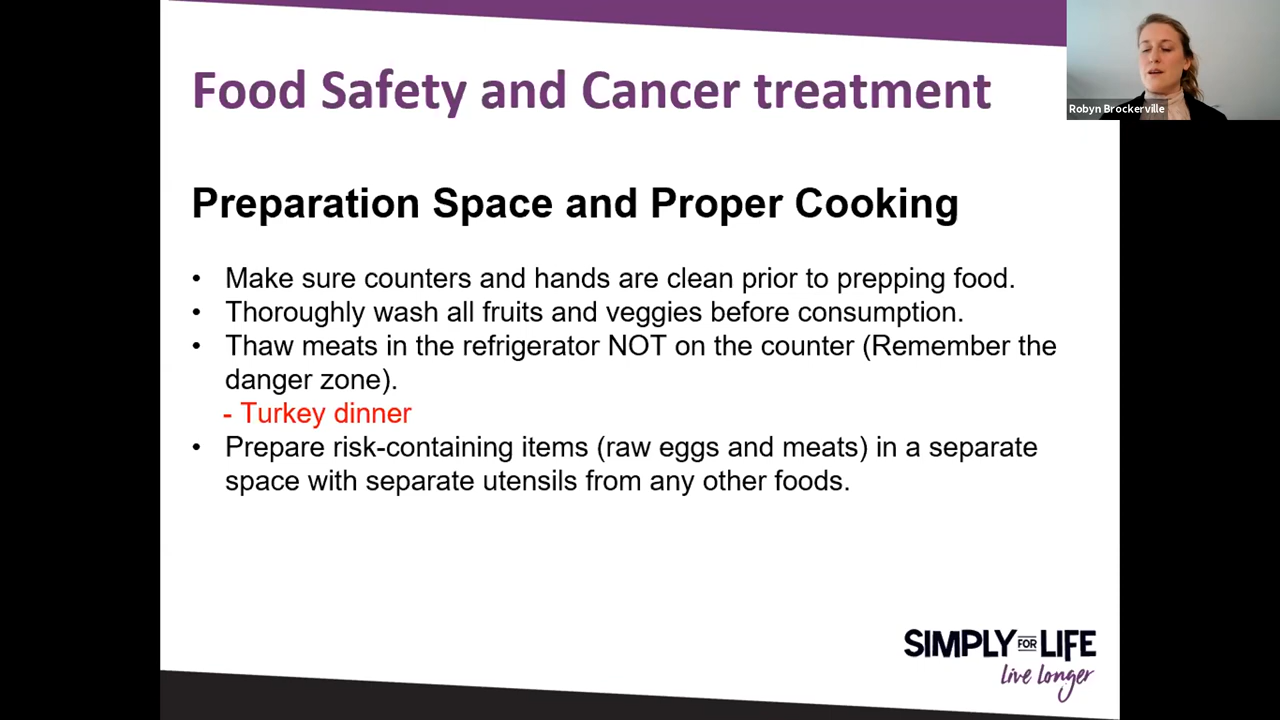 Food Safety and Cancer treatment
Robyn Brockerville
Preparation Space and Proper Cooking
• Make sure counters and hands are clean prior to prepping food.
• Thoroughly wash all fruits and veggies before consumption.
• Thaw meats in the refrigerator NOT on the counter (Remember the
danger zone).
- Turkey dinner
• Prepare risk-containing items (raw eggs and meats) in a separate
space with separate utensils from any other foods.
SIMPLY FOR LIFE
live longer